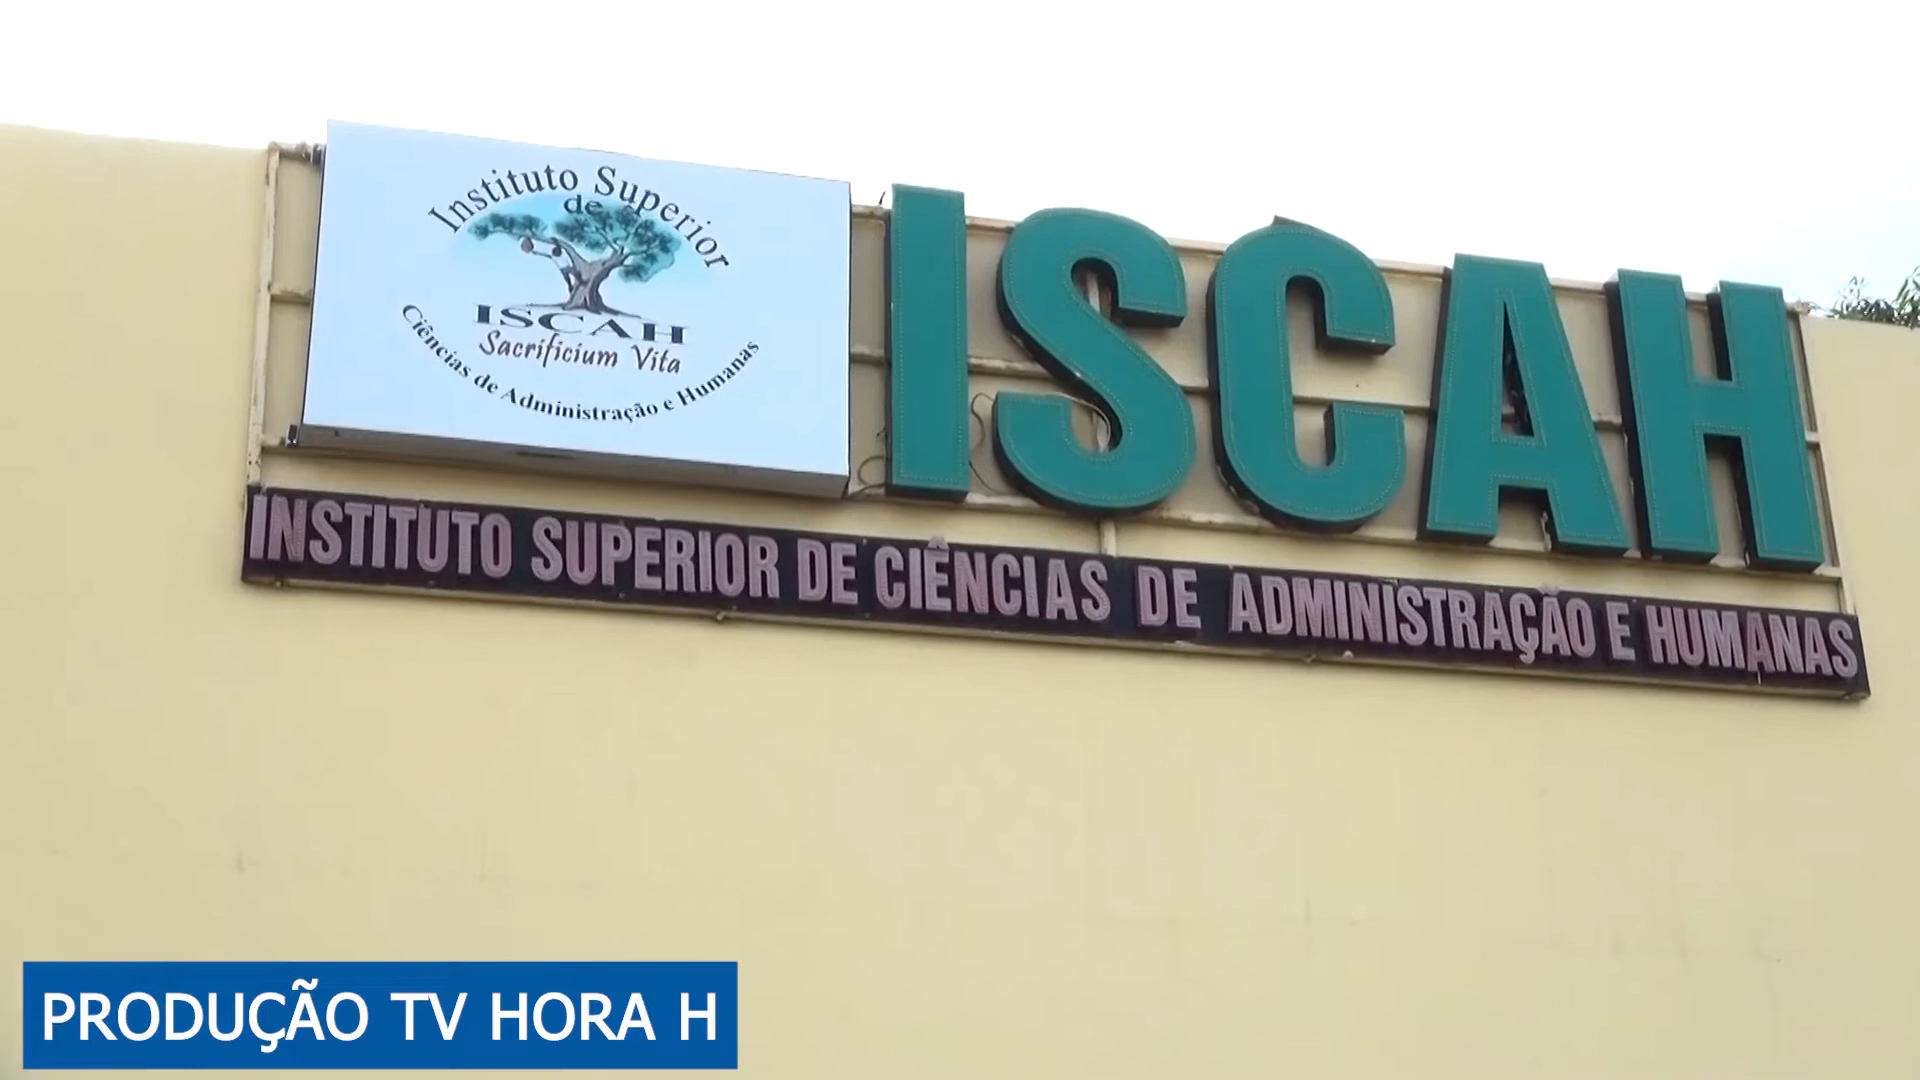 Instituto Superior
de
ISCAH
Sacrificium Vita
Ciências de Administração e Humanas
ISCAH
INSTITUTO SUPERIOR DE CIÊNCIAS DE ADMINISTRAÇÃO E HUMANAS
PRODUÇÃO TV HORA H